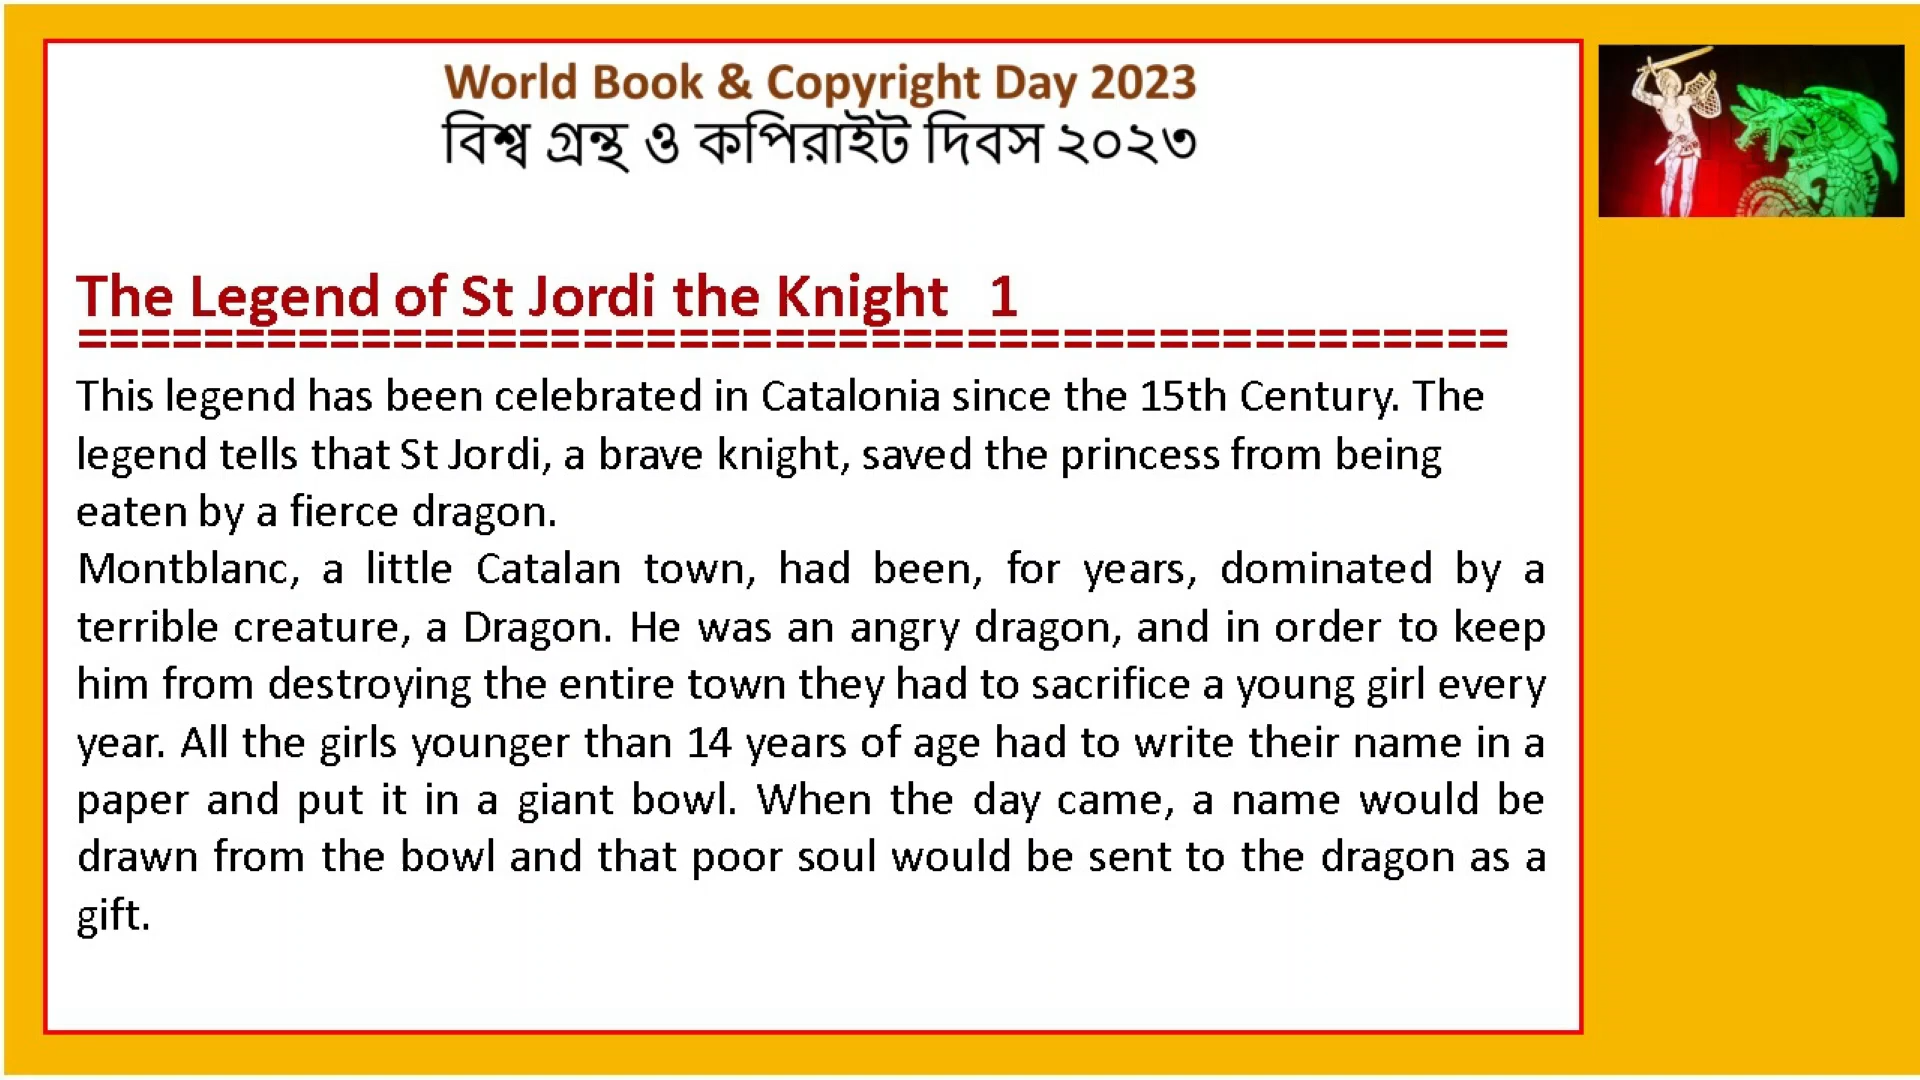 World Book & Copyright Day 2023
বিশ্ব গ্রন্থ ও কপিরাইট দিবস ২০২৩
The Legend of St Jordi the Knight 1
==============================================
This legend has been celebrated in Catalonia since the 15th Century. The
legend tells that St Jordi, a brave knight, saved the princess from being
eaten by a fierce dragon.
Montblanc, a little Catalan town, had been, for years, dominated by a
terrible creature, a Dragon. He was an angry dragon, and in order to keep
him from destroying the entire town they had to sacrifice a young girl every
year. All the girls younger than 14 years of age had to write their name in a
paper and put it in a giant bowl. When the day came, a name would be
drawn from the bowl and that poor soul would be sent to the dragon as a
gift.